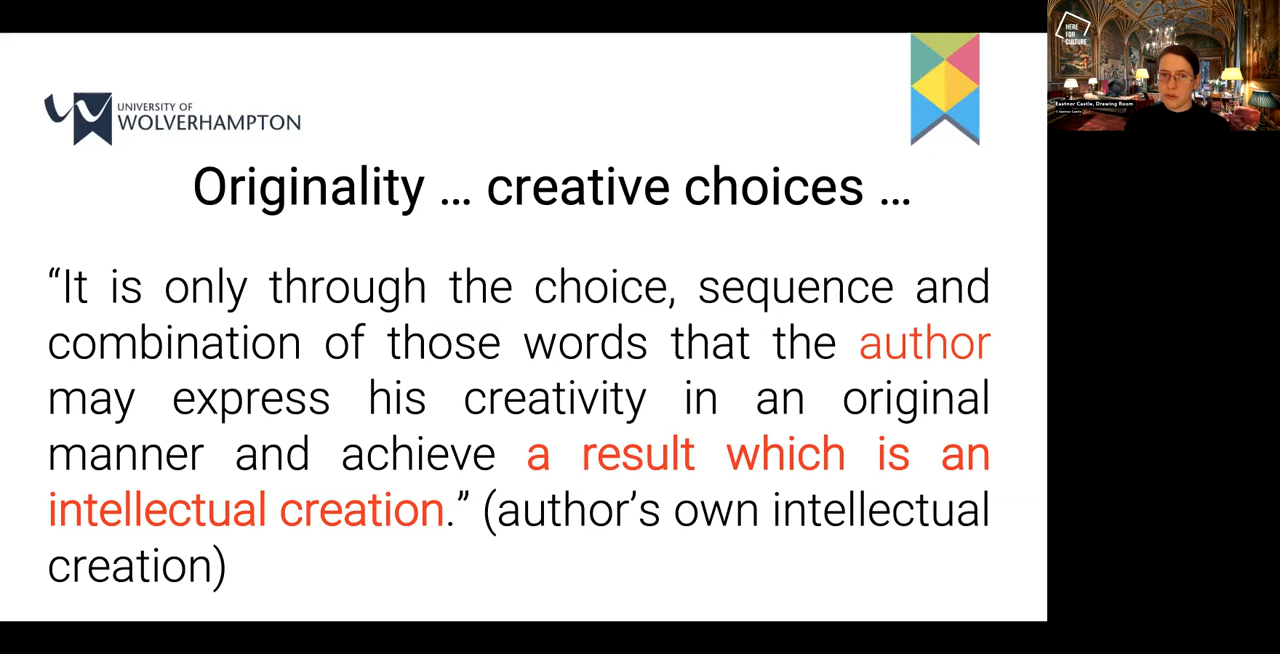 UNIVERSITY OF
WOLVERHAMPTON
Originality ... creative choices ...
“It is only through the choice, sequence and
combination of those words that the author
may express his creativity in an original
manner and achieve a result which is an
intellectual creation.” (author’s own intellectual
creation)
HERE
FOR
CULTURE
Eastnor Castle, Drawing Room
© Eastnor Castle